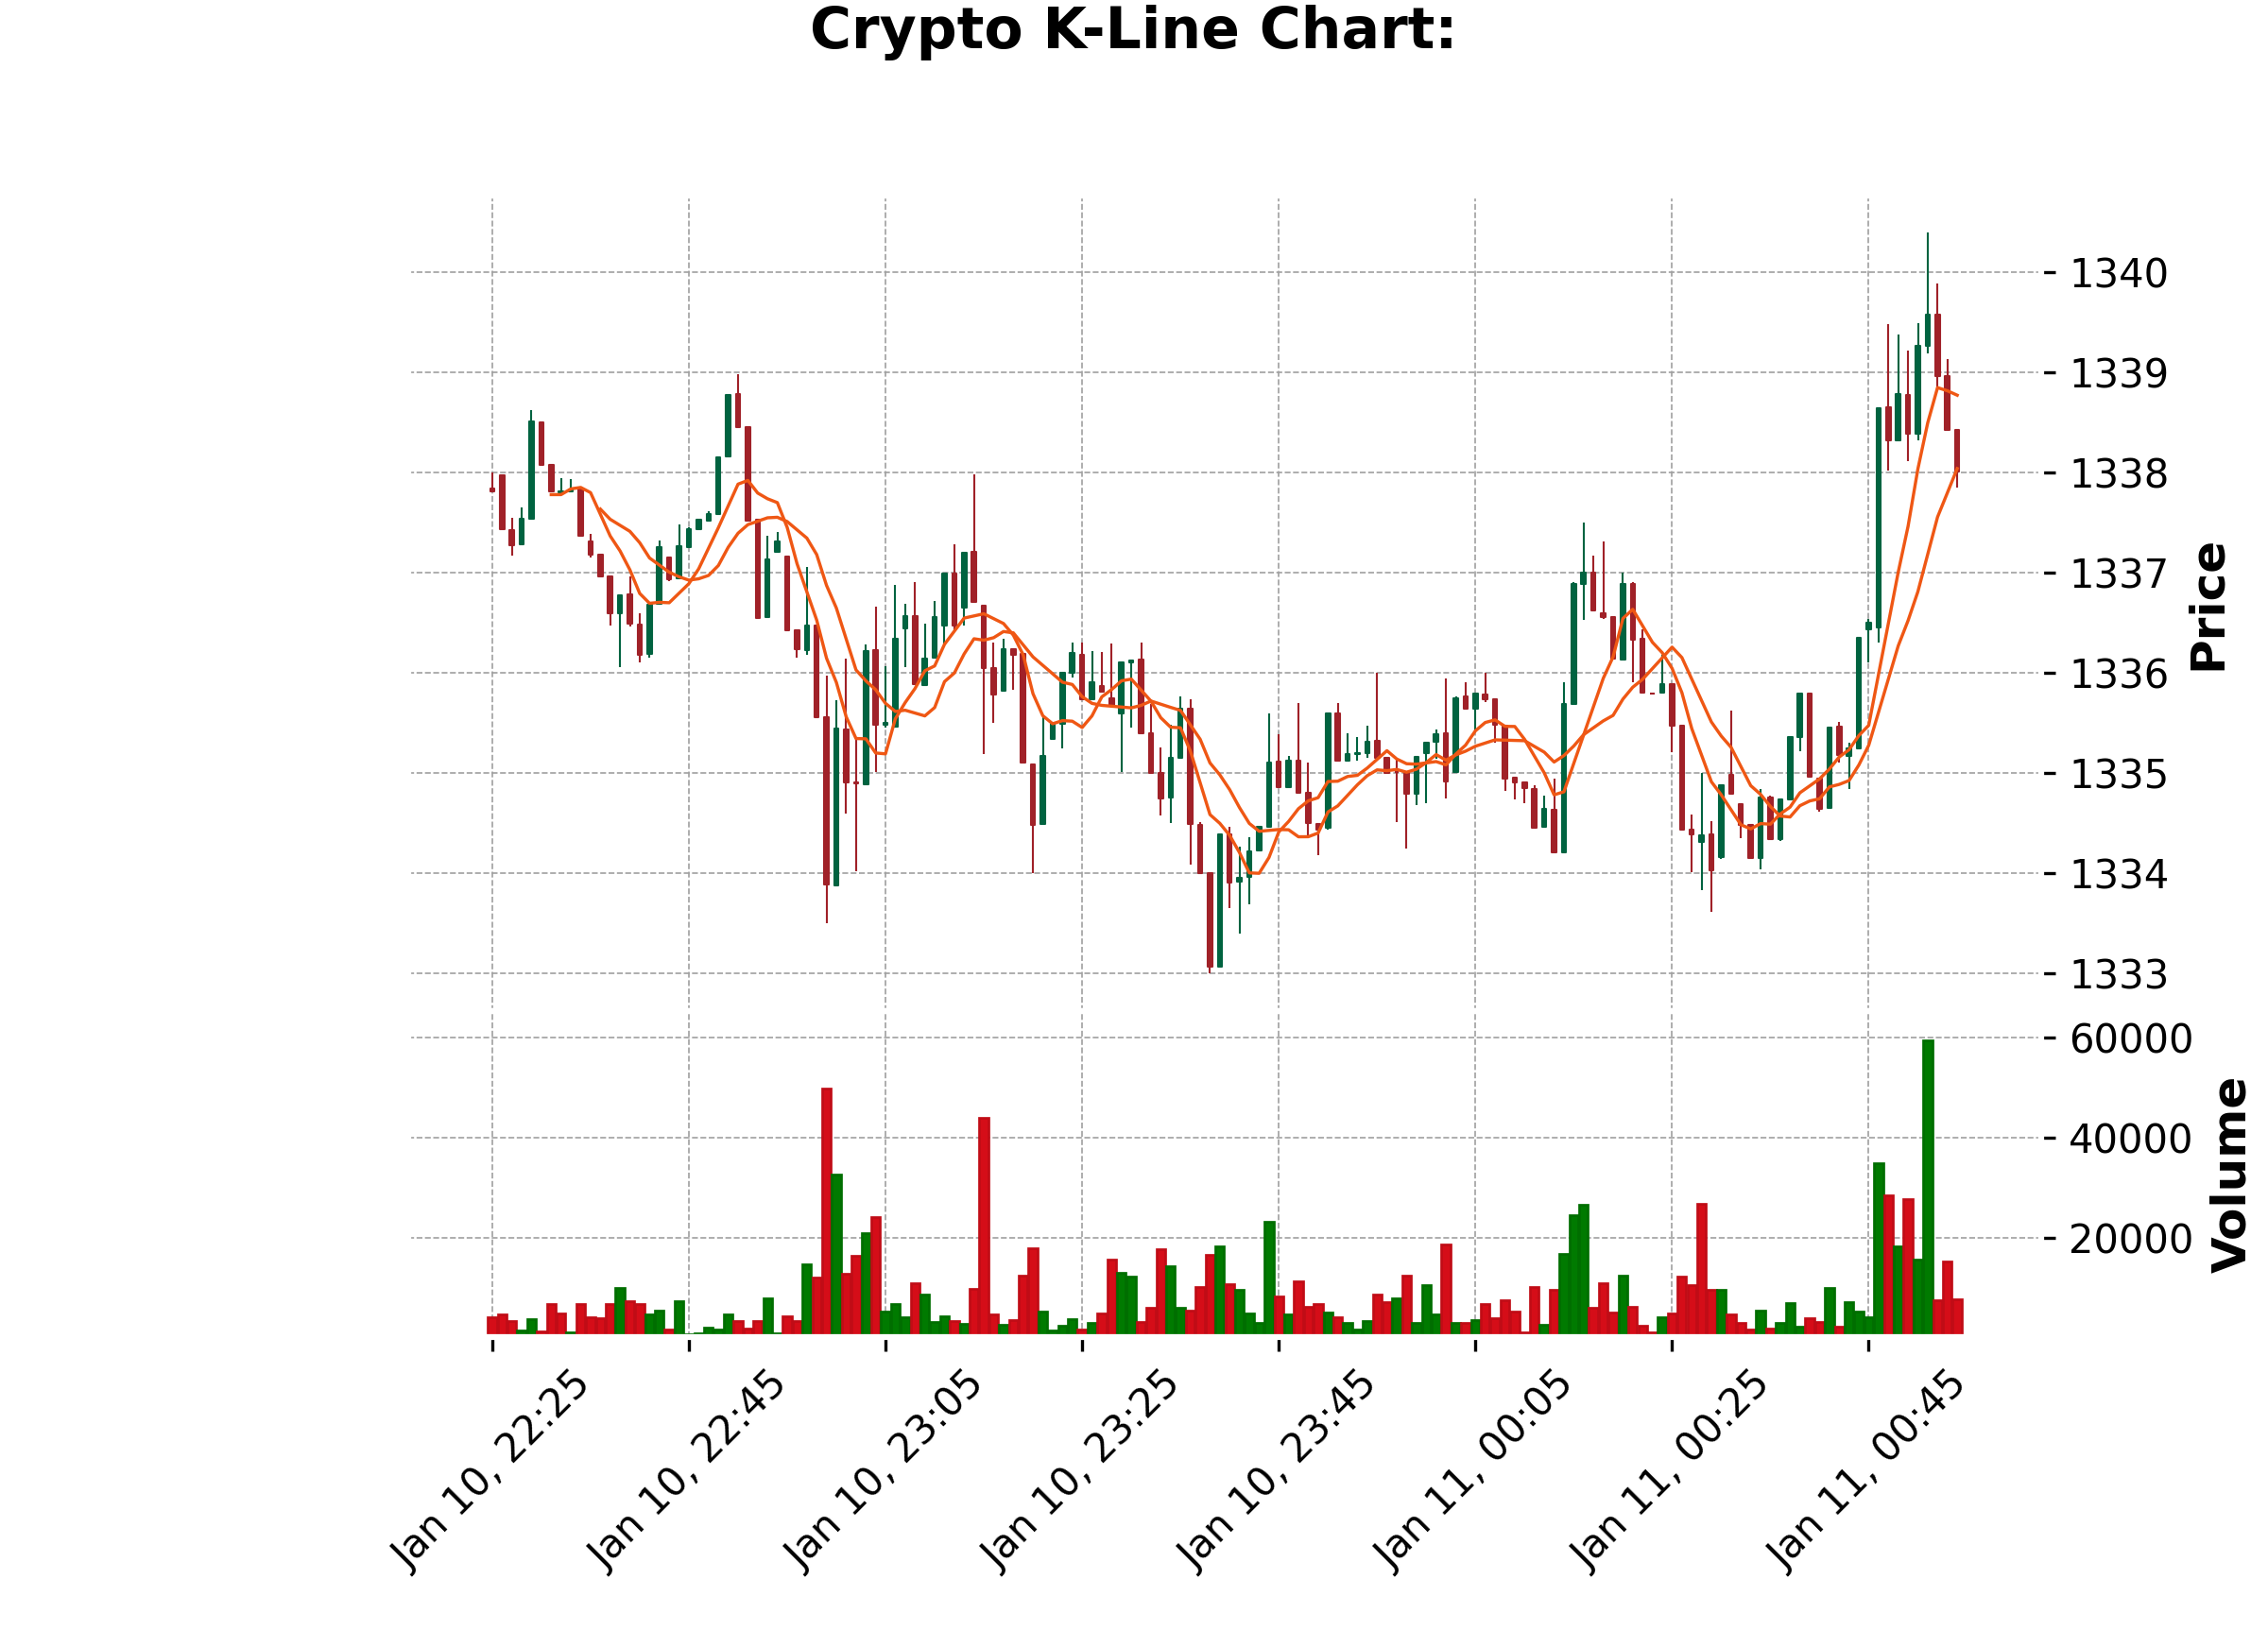 Crypto K-Line Chart:
1340
1339
1338
1337
1336
1335
1334
1333
Price
60000
40000
20000
Volume
Jan 10, 22:25
Jan 10, 22:45
Jan 10, 23:05
Jan 10, 23:25
Jan 10, 23:45
Jan 11, 00:05
Jan 11, 00:25
Jan 11, 00:45